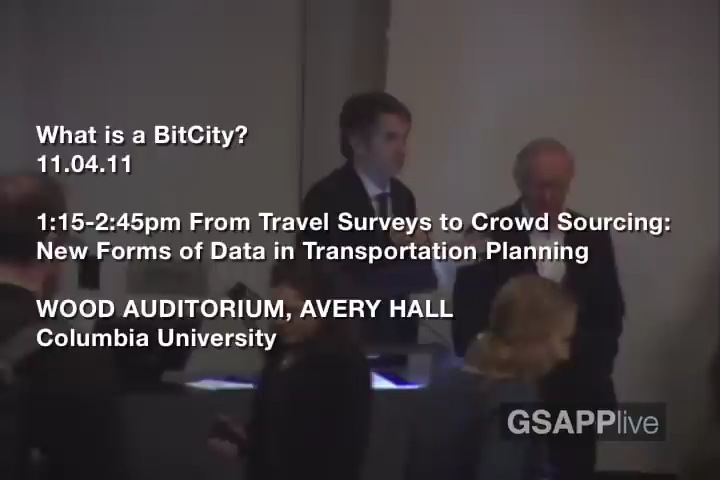 What is a BitCity?
11.04.11
1:15-2:45pm From Travel Surveys to Crowd Sourcing:
New Forms of Data in Transportation Planning
WOOD AUDITORIUM, AVERY HALL
Columbia University
GSAPPlive